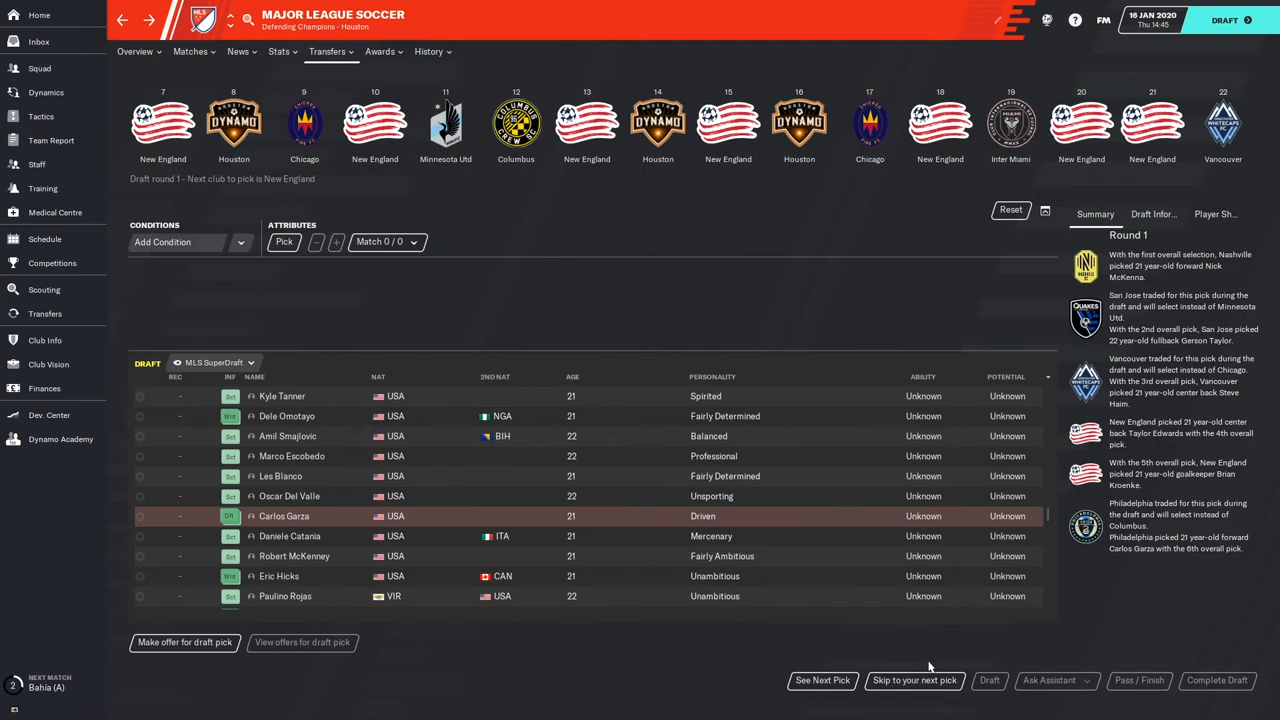 Home
Inbox
Squad
Dynamics
Tactics
Team Report
Staff
Training
Medical Centre
Schedule
Competitions
Scouting
Transfers
Club Info
Club Vision
Finances
Dev. Center
Dynamo Academy
2
NEXT MATCH
Bahía (A)
MLS
MAJOR LEAGUE SOCCER
Defending Champions - Houston
?
FM
16 JAN 2020
Thu 14:45
DRAFT
Overview
Matches
News
Stats
Transfers
Awards
History
7 8 9 10 11 12 13 14 15 16 17 18 19 20 21 22
New England Houston Chicago New England Minnesota Utd Columbus New England Houston New England Houston Chicago New England Inter Miami New England New England Vancouver
Draft round 1 - Next club to pick is New England
Reset
CONDITIONS
Add Condition
ATTRIBUTES
Pick
Match 0 / 0
DRAFT MLS SuperDraft
REC INF NAME NAT 2ND NAT AGE PERSONALITY ABILITY POTENTIAL
- Sct Kyle Tanner USA 21 Spirited Unknown Unknown
- Wnt Dele Omotayo USA NGA 21 Fairly Determined Unknown Unknown
- Sct Amil Smajlovic USA BIH 22 Balanced Unknown Unknown
- Sct Marco Escobedo USA 22 Professional Unknown Unknown
- Sct Les Blanco USA 21 Fairly Determined Unknown Unknown
- Sct Oscar Del Valle USA 22 Unsporting Unknown Unknown
- Dft Carlos Garza USA 21 Driven Unknown Unknown
- Sct Daniele Catania USA ITA 21 Mercenary Unknown Unknown
- Sct Robert McKenney USA 21 Fairly Ambitious Unknown Unknown
- Wnt Eric Hicks USA CAN 21 Unambitious Unknown Unknown
- Sct Paulino Rojas VIR USA 22 Unambitious Unknown Unknown
Make offer for draft pick
View offers for draft pick
See Next Pick
Skip to your next pick
Draft
Ask Assistant
Pass / Finish
Complete Draft
Summary
Draft Infor...
Player Sh...
Round 1
With the first overall selection, Nashville
picked 21 year-old forward Nick
McKenna.
San Jose traded for this pick during the
draft and will select instead of Minnesota
Utd.
With the 2nd overall pick, San Jose picked
22 year-old fullback Gerson Taylor.
Vancouver traded for this pick during the
draft and will select instead of Chicago.
With the 3rd overall pick, Vancouver
picked 21 year-old center back Steve
Haim.
New England picked 21 year-old center
back Taylor Edwards with the 4th overall
pick.
With the 5th overall pick, New England
picked 21 year-old goalkeeper Brian
Kroenke.
Philadelphia traded for this pick during
the draft and will select instead of
Columbus.
Philadelphia picked 21 year-old forward
Carlos Garza with the 6th overall pick.